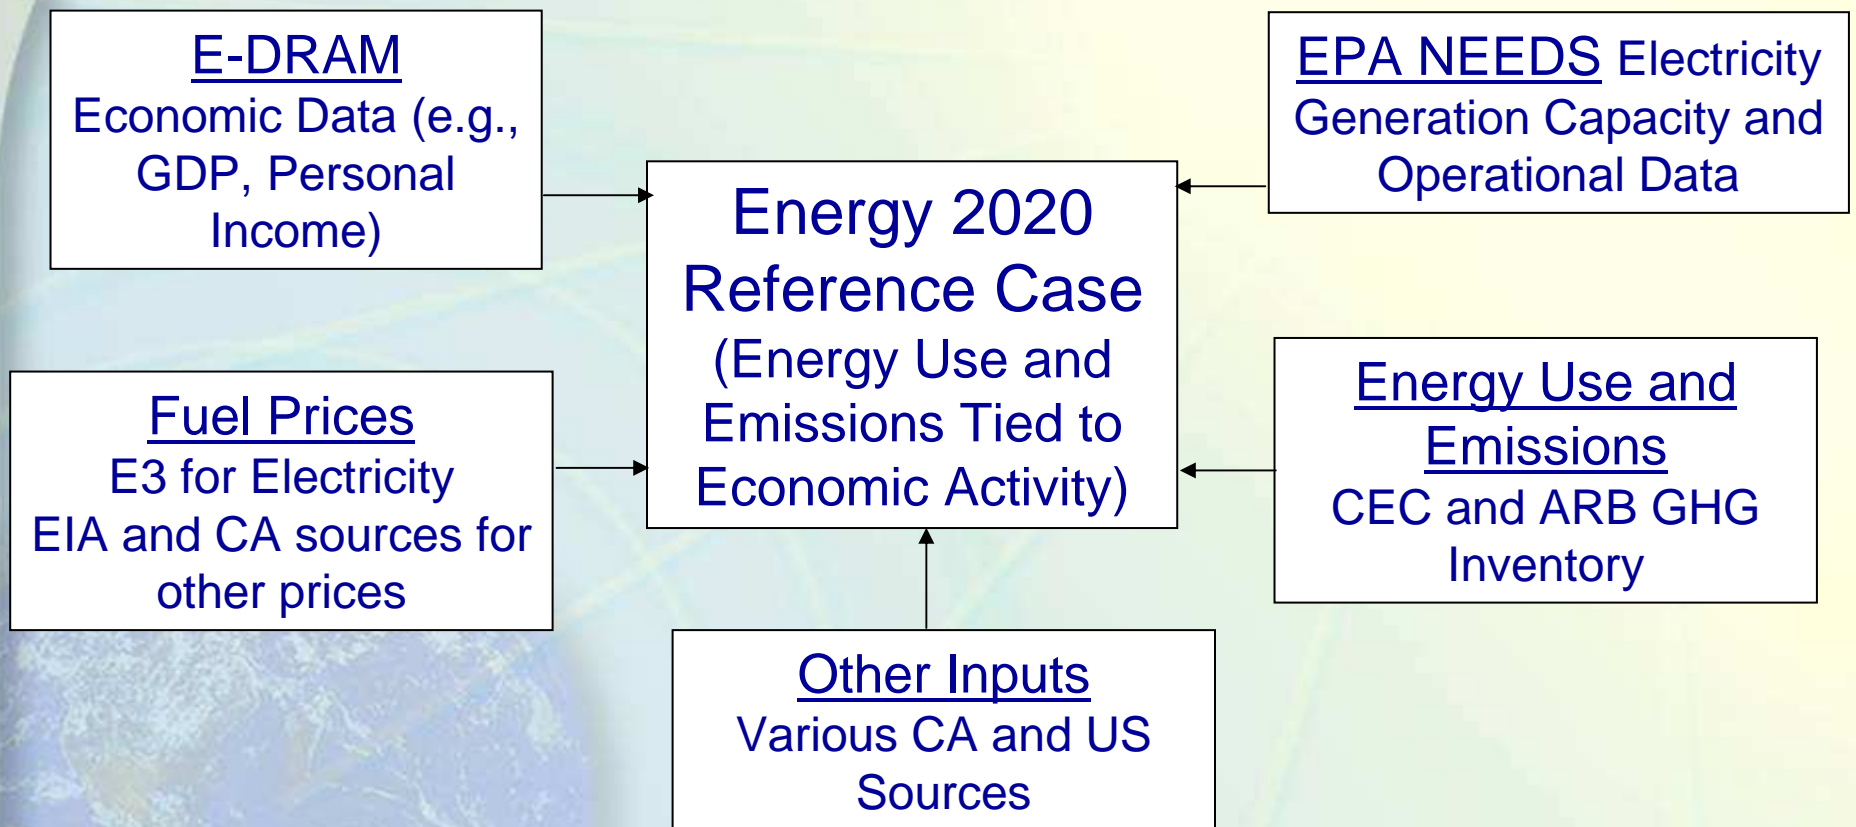 E-DRAM
Economic Data (e.g.,
GDP, Personal
Income)
EPA NEEDS Electricity
Generation Capacity and
Operational Data
Energy 2020
Reference Case
(Energy Use and
Emissions Tied to
Economic Activity)
Fuel Prices
E3 for Electricity
EIA and CA sources for
other prices
Energy Use and
Emissions
CEC and ARB GHG
Inventory
Other Inputs
Various CA and US
Sources